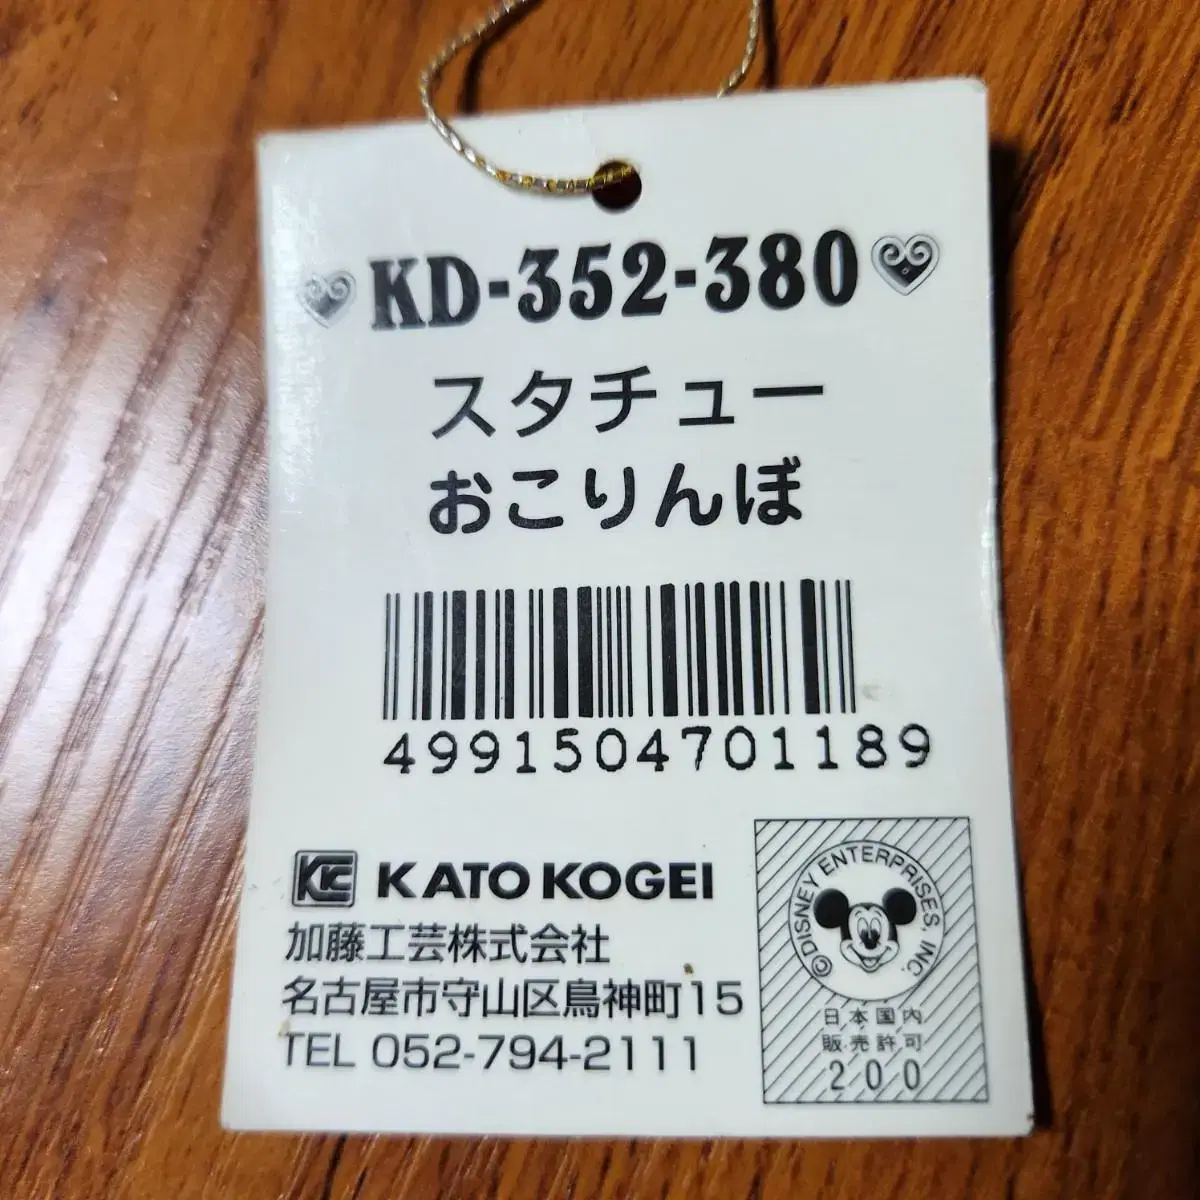 KD-352-380
スタチュー
おこりんぼ
4991504701189
KC KATO KOGEI
加藤工芸株式会社
名古屋市守山区鳥神町15
TEL 052-794-2111
©DISNEY ENTERPRISES, INC.
日本国内
販売許可
200